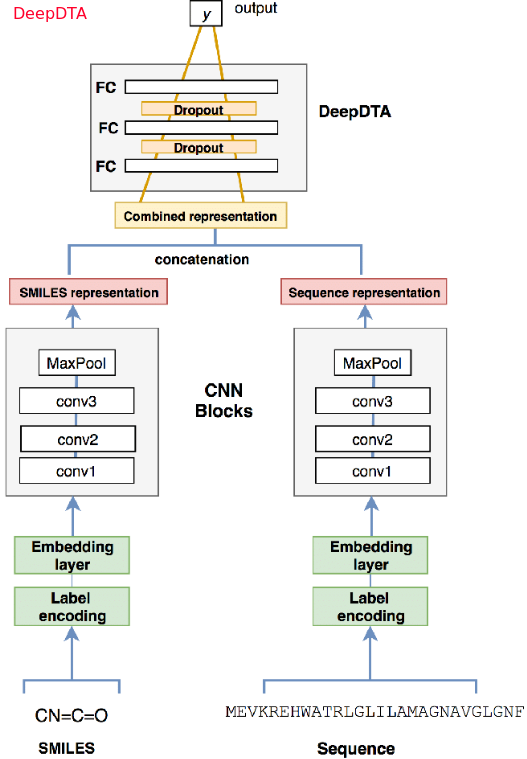 DeepDTA
y
output
FC
Dropout
FC
DeepDTA
Dropout
FC
Combined representation
concatenation
SMILES representation
Sequence representation
MaxPool
conv3
conv2
conv1
CNN
Blocks
MaxPool
conv3
conv2
conv1
Embedding
layer
Label
encoding
Embedding
layer
Label
encoding
CN=C=O
SMILES
MEVKREHWATRLGLILAMAGNAVGLGNF
Sequence